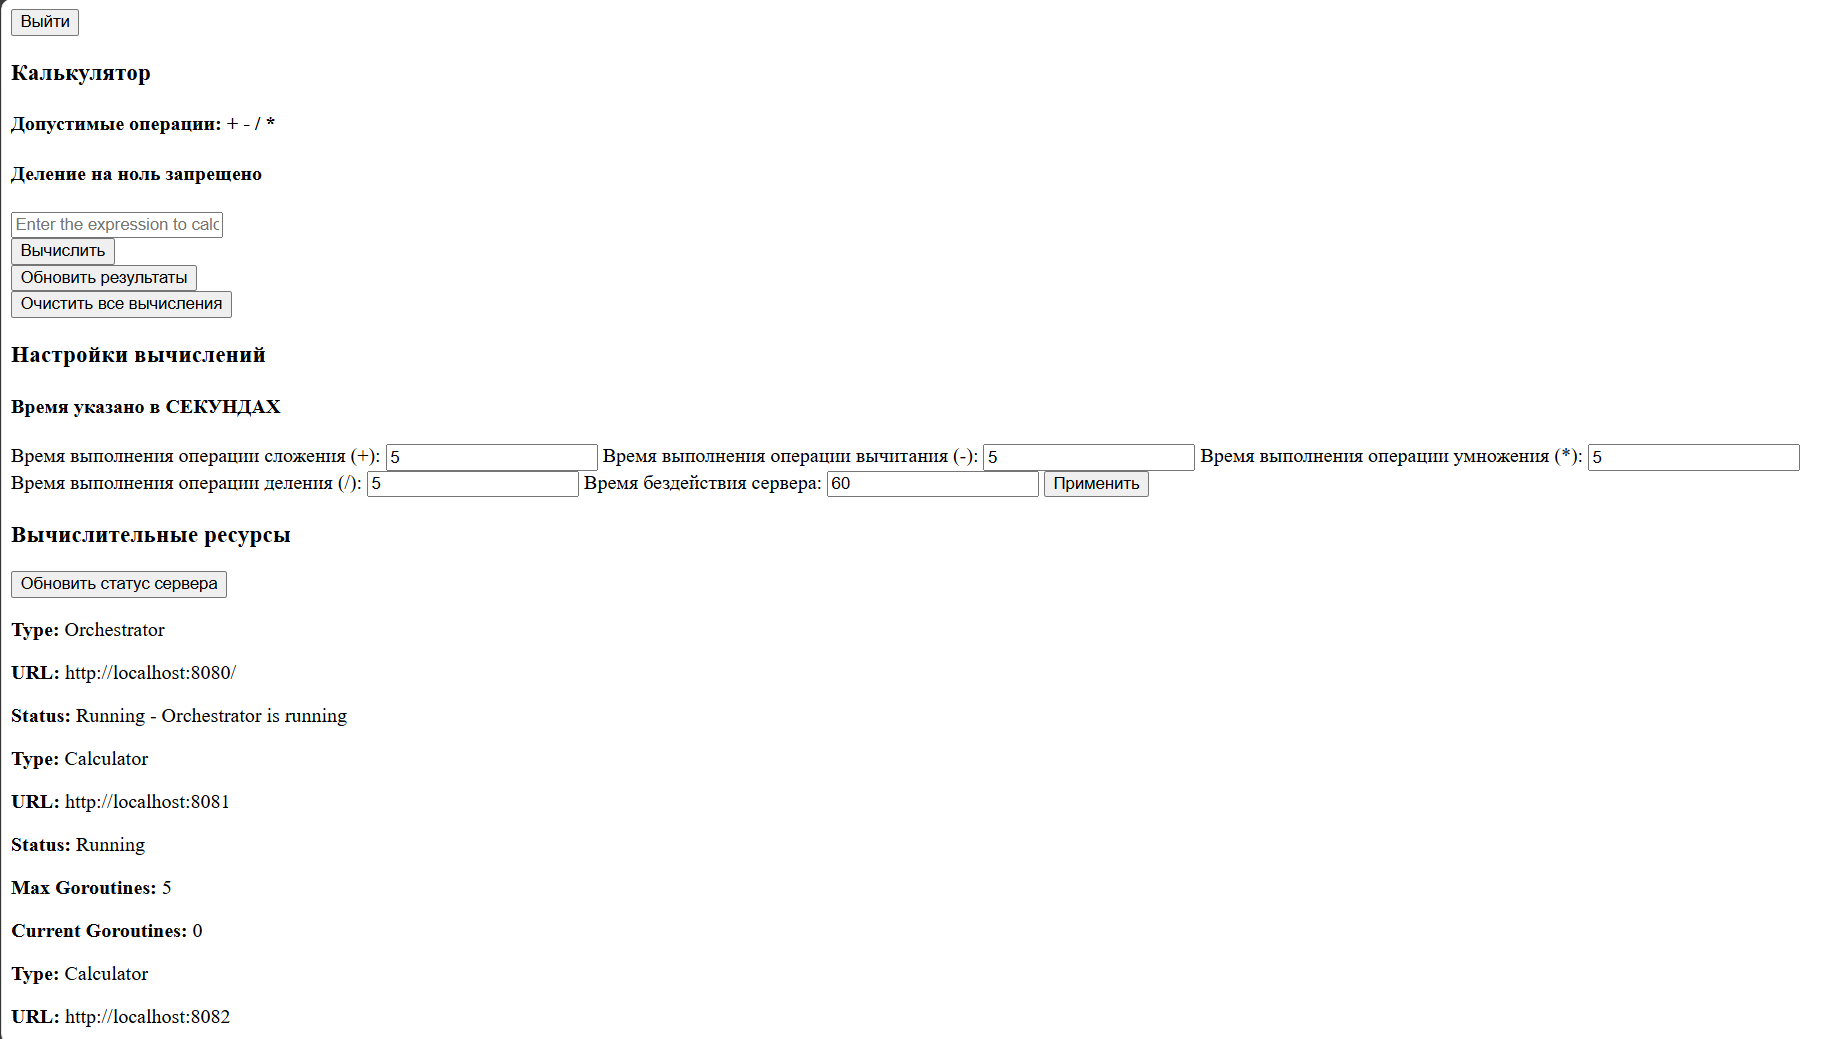 Выйти
Калькулятор
Допустимые операции: + - / *
Деление на ноль запрещено
Enter the expression to calc
Вычислить
Обновить результаты
Очистить все вычисления
Настройки вычислений
Время указано в СЕКУНДАХ
Время выполнения операции сложения (+): 5 Время выполнения операции вычитания (-): 5 Время выполнения операции умножения (*): 5
Время выполнения операции деления (/): 5 Время бездействия сервера: 60 Применить
Вычислительные ресурсы
Обновить статус сервера
Type: Orchestrator
URL: http://localhost:8080/
Status: Running - Orchestrator is running
Type: Calculator
URL: http://localhost:8081
Status: Running
Max Goroutines: 5
Current Goroutines: 0
Type: Calculator
URL: http://localhost:8082